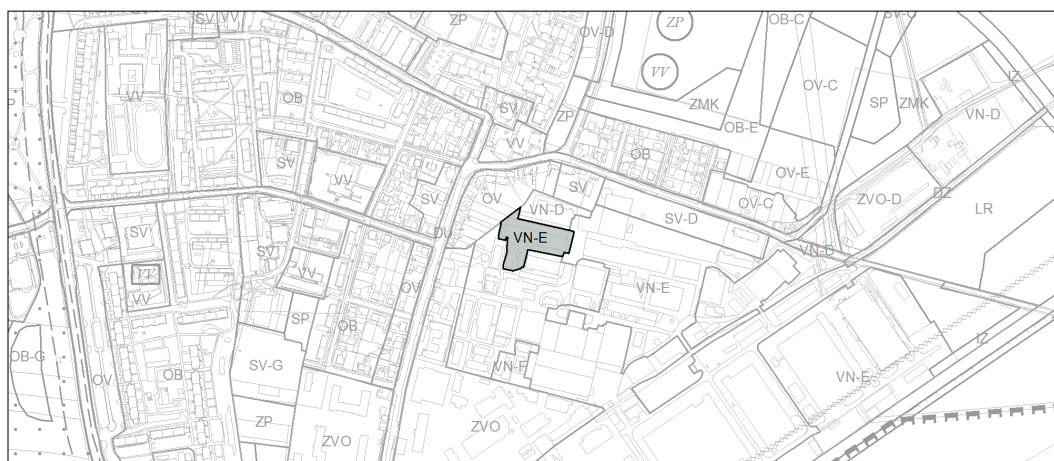 SV
VV
ZP
OV-D
ZP
VV
OB-C
OV-C
SV-O
IZ
VV
OB
SV
ZP
ZMK
SP
ZMK
VN-D
OB-E
SV
VV
VV
OB
OV-E
SV
OV
VN-D
SV
SV-D
OV-C
ZVO-D
DZ
LR
SV
SV
DU
VN-E
VN-D
VV
VV
VV
OV
VN-E
SP
OB
IZ
OB-G
OV
OB
SV-G
VN-F
VN-E
ZP
ZVO
ZVO